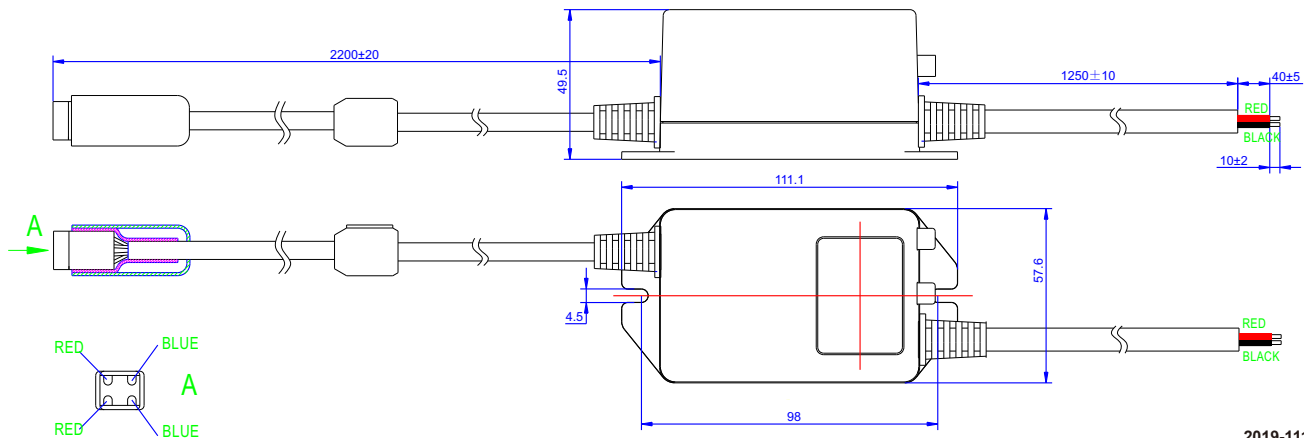 2200±20
49.5
1250±10
40±5
RED
BLACK
10±2
111.1
A
57.6
4.5
RED
BLACK
RED
BLUE
A
RED
BLUE
98